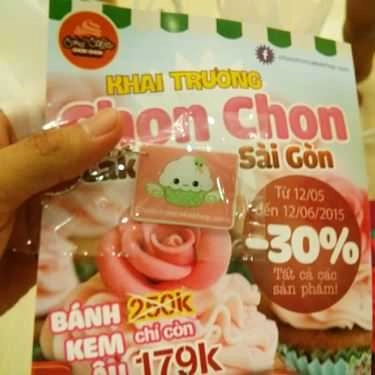 KHAI TRƯƠNG
Chon Chon
Sài Gòn
Từ 12/05
đến 12/06/2015
-30%
Tất cả các
sản phẩm!
BÁNH 250k
KEM chỉ còn
179k